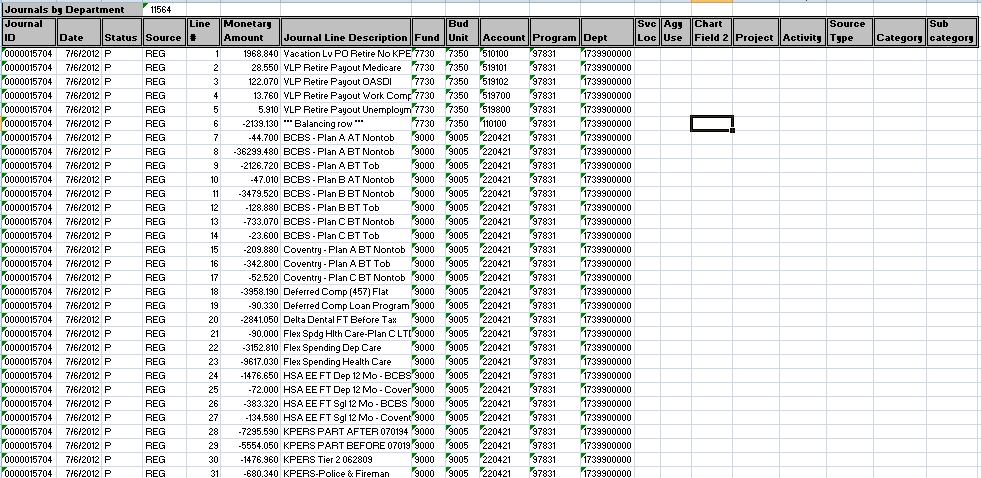 Journals by Department 11564
Journal ID Date Status Source Line # Monetary Amount Journal Line Description Fund Bud Unit Account Program Dept Svc Loc Agy Use Chart Field 2 Project Activity Source Type Category Sub category
0000015704 7/6/2012 P REG 1 1968.840 Vacation Lv PO Retire No KPE 7730 7350 510100 97831 1739900000
0000015704 7/6/2012 P REG 2 28.550 VLP Retire Payout Medicare 7730 7350 519101 97831 1739900000
0000015704 7/6/2012 P REG 3 122.070 VLP Retire Payout OASDI 7730 7350 519102 97831 1739900000
0000015704 7/6/2012 P REG 4 13.760 VLP Retire Payout Work Comp 7730 7350 519700 97831 1739900000
0000015704 7/6/2012 P REG 5 5.910 VLP Retire Payout Unemploym 7730 7350 519800 97831 1739900000
0000015704 7/6/2012 P REG 6 -2139.130 *** Balancing row *** 7730 7350 110100 97831 1739900000
0000015704 7/6/2012 P REG 7 -44.700 BCBS - Plan A AT Nontob 9000 9005 220421 97831 1739900000
0000015704 7/6/2012 P REG 8 -36299.480 BCBS - Plan A BT Nontob 9000 9005 220421 97831 1739900000
0000015704 7/6/2012 P REG 9 -2126.720 BCBS - Plan A BT Tob 9000 9005 220421 97831 1739900000
0000015704 7/6/2012 P REG 10 -47.010 BCBS - Plan B AT Nontob 9000 9005 220421 97831 1739900000
0000015704 7/6/2012 P REG 11 -3479.520 BCBS - Plan B BT Nontob 9000 9005 220421 97831 1739900000
0000015704 7/6/2012 P REG 12 -128.880 BCBS - Plan B BT Tob 9000 9005 220421 97831 1739900000
0000015704 7/6/2012 P REG 13 -733.070 BCBS - Plan C BT Nontob 9000 9005 220421 97831 1739900000
0000015704 7/6/2012 P REG 14 -23.600 BCBS - Plan C BT Tob 9000 9005 220421 97831 1739900000
0000015704 7/6/2012 P REG 15 -209.880 Coventry - Plan A BT Nontob 9000 9005 220421 97831 1739900000
0000015704 7/6/2012 P REG 16 -342.800 Coventry - Plan A BT Tob 9000 9005 220421 97831 1739900000
0000015704 7/6/2012 P REG 17 -52.520 Coventry - Plan C BT Nontob 9000 9005 220421 97831 1739900000
0000015704 7/6/2012 P REG 18 -3958.190 Deferred Comp (457) Flat 9000 9005 220421 97831 1739900000
0000015704 7/6/2012 P REG 19 -90.330 Deferred Comp Loan Program 9000 9005 220421 97831 1739900000
0000015704 7/6/2012 P REG 20 -2841.050 Delta Dental FT Before Tax 9000 9005 220421 97831 1739900000
0000015704 7/6/2012 P REG 21 -90.000 Flex Spdg Hlth Care-Plan C LTD 9000 9005 220421 97831 1739900000
0000015704 7/6/2012 P REG 22 -3152.810 Flex Spending Dep Care 9000 9005 220421 97831 1739900000
0000015704 7/6/2012 P REG 23 -9617.030 Flex Spending Health Care 9000 9005 220421 97831 1739900000
0000015704 7/6/2012 P REG 24 -1476.650 HSA EE FT Dep 12 Mo - BCBS 9000 9005 220421 97831 1739900000
0000015704 7/6/2012 P REG 25 -72.000 HSA EE FT Dep 12 Mo - Cover 9000 9005 220421 97831 1739900000
0000015704 7/6/2012 P REG 26 -383.320 HSA EE FT Sgl 12 Mo - BCBS 9000 9005 220421 97831 1739900000
0000015704 7/6/2012 P REG 27 -134.580 HSA EE FT Sgl 12 Mo - Covent 9000 9005 220421 97831 1739900000
0000015704 7/6/2012 P REG 28 -7295.590 KPERS PART AFTER 070194 9000 9005 220421 97831 1739900000
0000015704 7/6/2012 P REG 29 -5554.050 KPERS PART BEFORE 07019 9000 9005 220421 97831 1739900000
0000015704 7/6/2012 P REG 30 -1476.960 KPERS Tier 2 062809 9000 9005 220421 97831 1739900000
0000015704 7/6/2012 P REG 31 -680.340 KPERS-Police & Fireman 9000 9005 220421 97831 1739900000